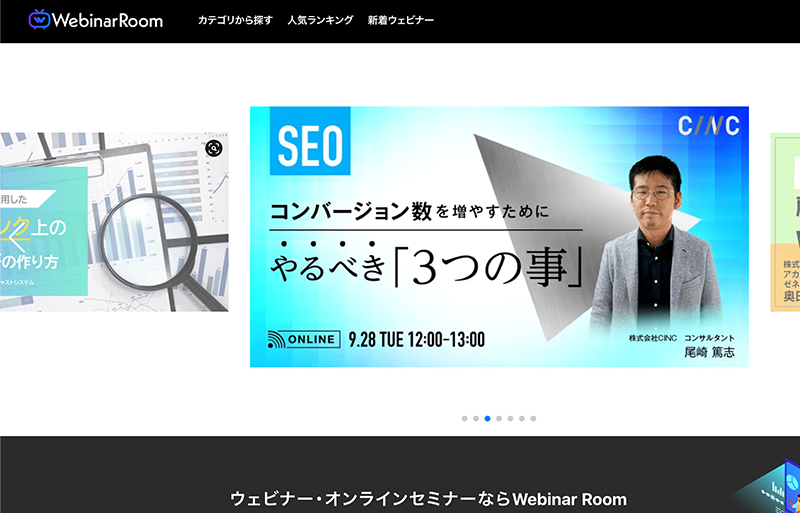 WebinarRoom
カテゴリから探す 人気ランキング 新着ウェビナー
用した
ンク上の
の作り方
ャストシステム
SEO
CINC
コンバージョン数を増やすために
やるべき「3つの事」
ONLINE 9.28 TUE 12:00-13:00
株式会社CINC コンサルタント
尾崎 篤志
株式
アカ
ゼネ
奥日
ウェビナー・オンラインセミナーならWebinar Room